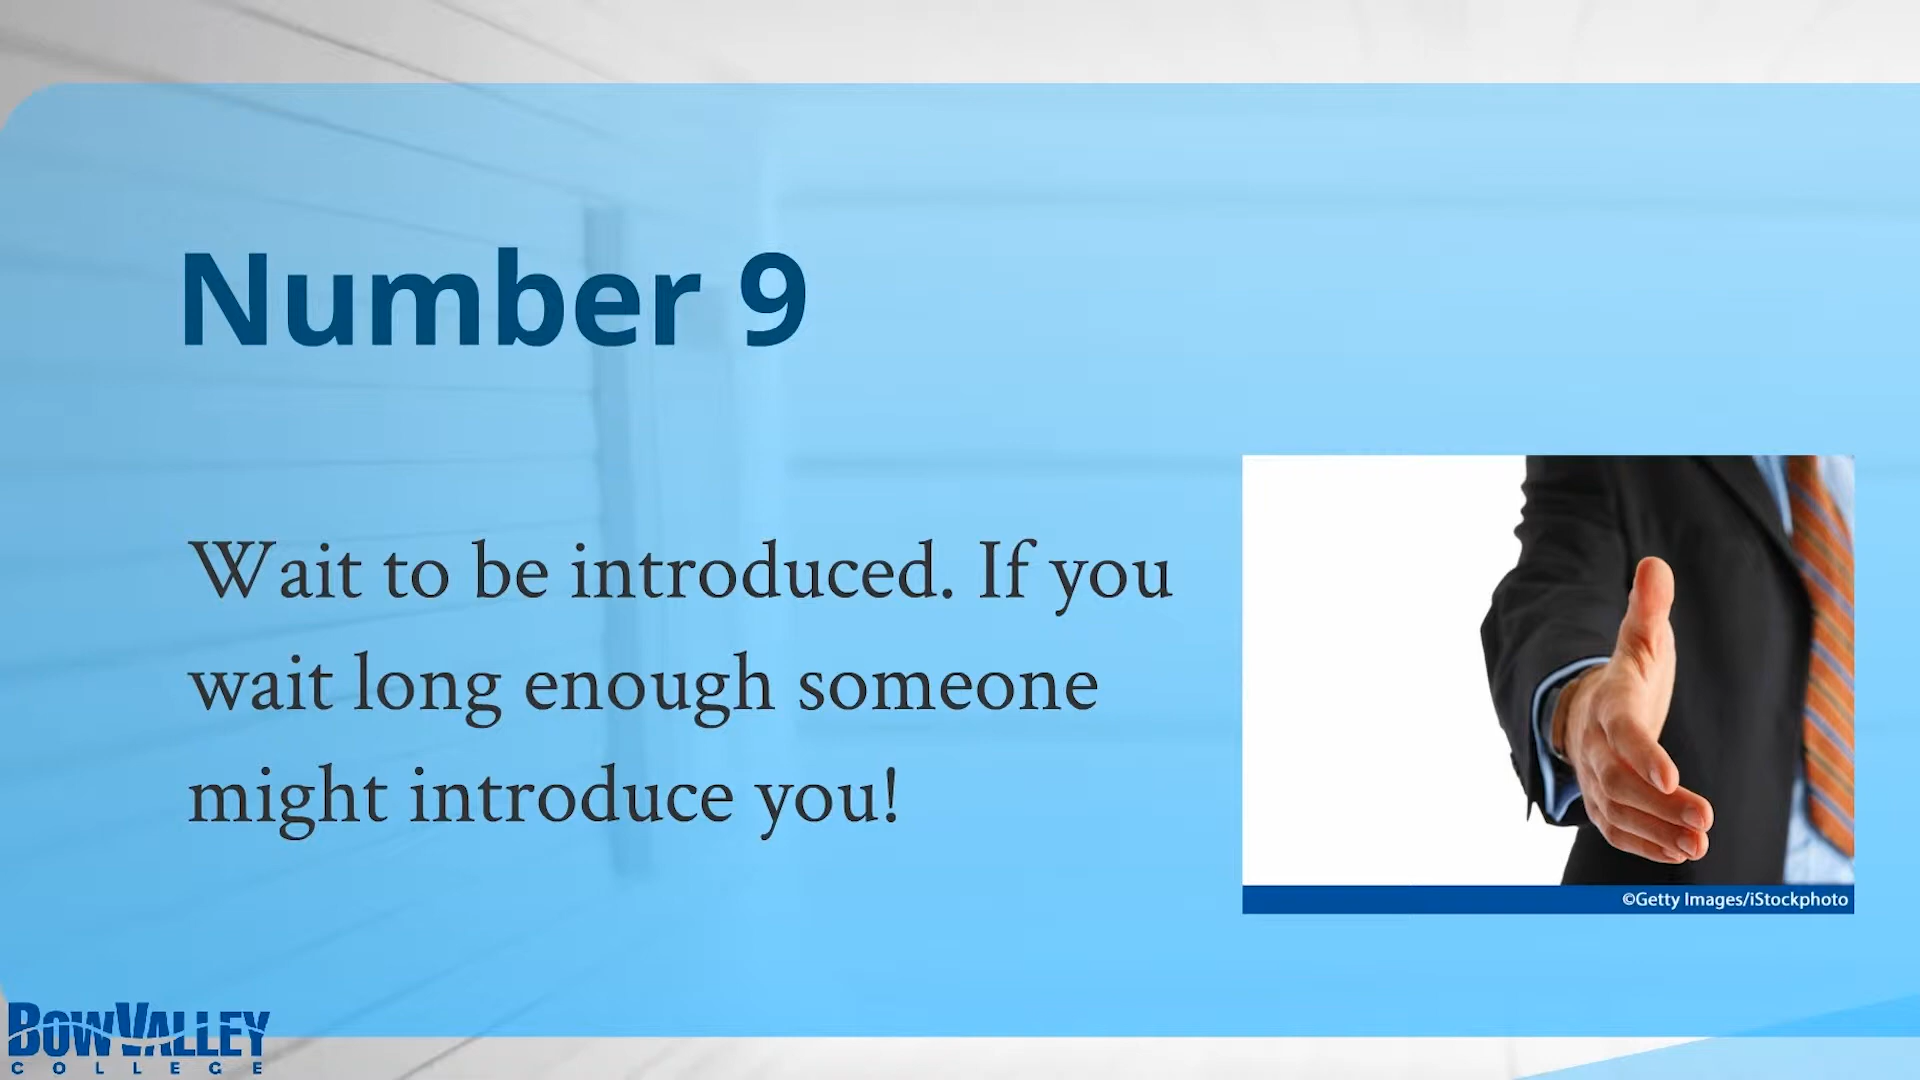 Number 9
Wait to be introduced. If you
wait long enough someone
might introduce you!
©Getty Images/iStockphoto
BOW VALLEY
COLLEGE